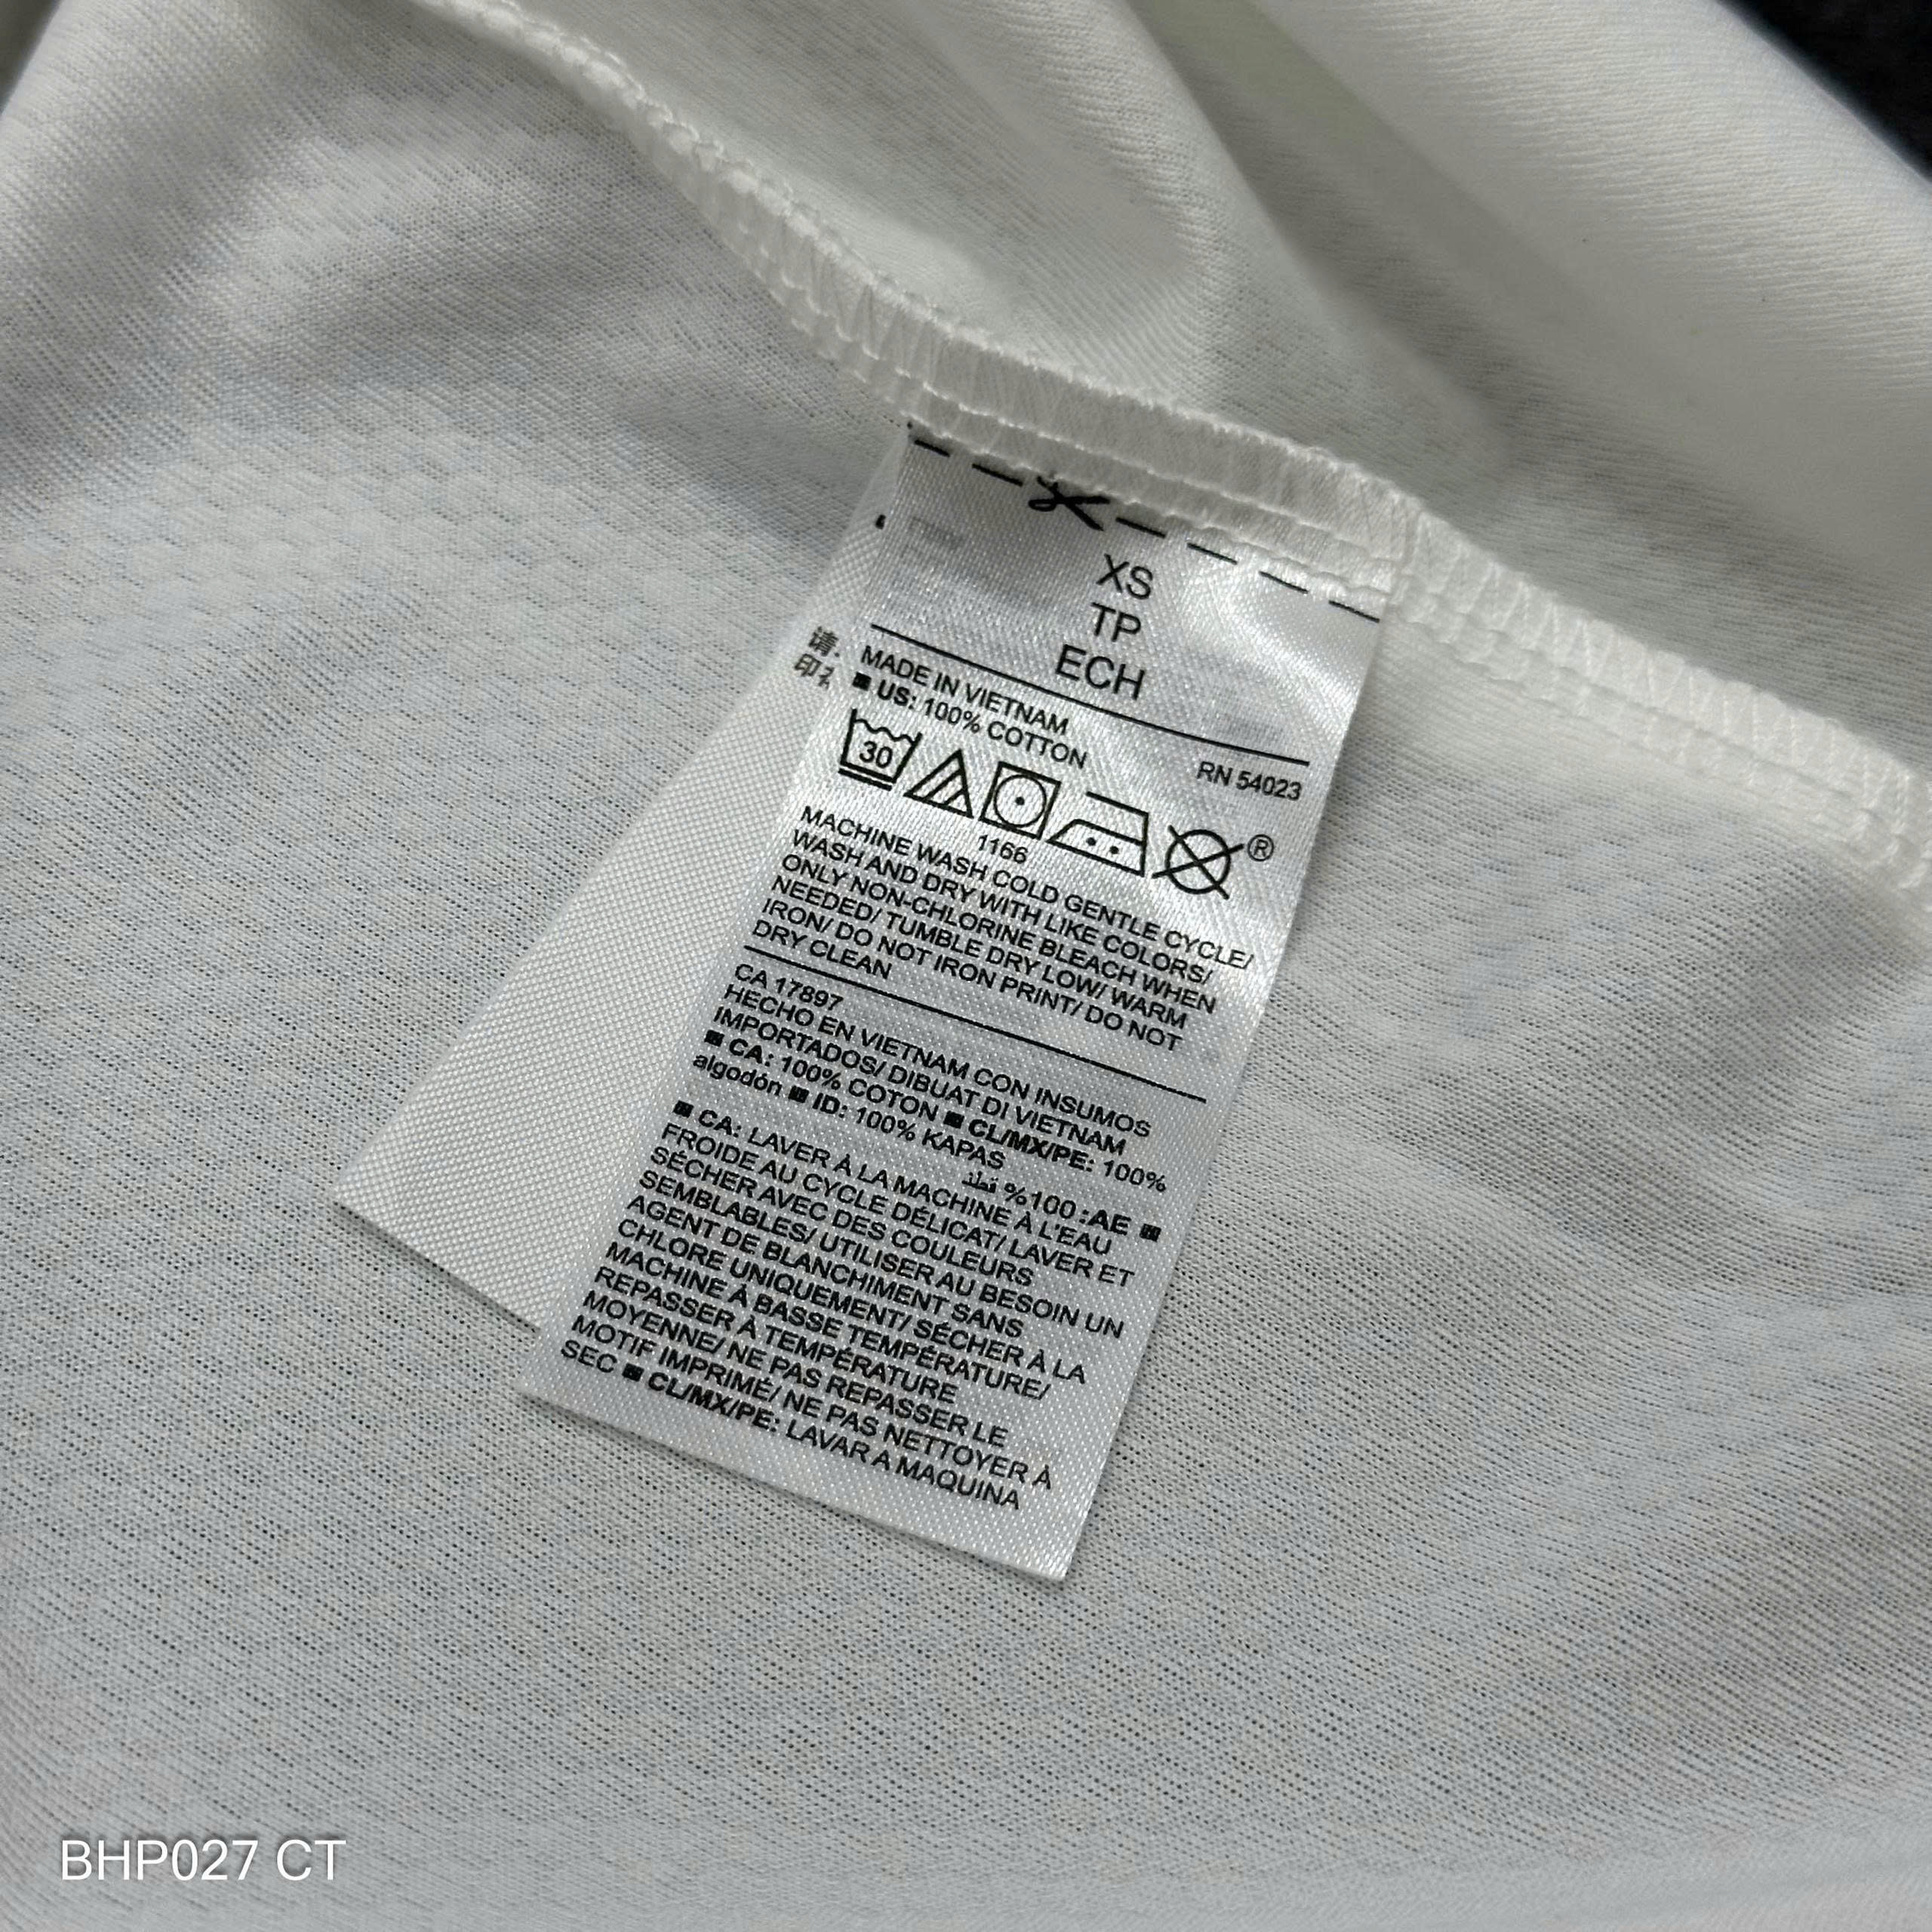 XS
TP
ECH
MADE IN VIETNAM
■ US: 100% COTTON
RN 54023
30
®
1166
MACHINE WASH COLD GENTLE CYCLE/
WASH AND DRY WITH LIKE COLORS/
ONLY NON-CHLORINE BLEACH WHEN
NEEDED/ TUMBLE DRY LOW/ WARM
IRON/ DO NOT IRON PRINT/ DO NOT
DRY CLEAN
CA 17897
HECHO EN VIETNAM CON INSUMOS
IMPORTADOS/ DIBUAT DI VIETNAM
■ CA: 100% COTON ■ CL/MX/PE: 100%
algodón ■ ID: 100% KAPAS
■ AE: 100%
■ CA: LAVER À LA MACHINE À L'EAU
FROIDE AU CYCLE DÉLICAT/ LAVER ET
SÉCHER AVEC DES COULEURS
SEMBLABLES/ UTILISER AU BESOIN UN
AGENT DE BLANCHIMENT SANS
CHLORE UNIQUEMENT/ SÉCHER À LA
MACHINE À BASSE TEMPÉRATURE/
REPASSER À TEMPÉRATURE
MOYENNE/ NE PAS REPASSER LE
MOTIF IMPRIMÉ/ NE PAS NETTOYER À
SEC ■ CL/MX/PE: LAVAR A MAQUINA
请
印
BHP027 CT